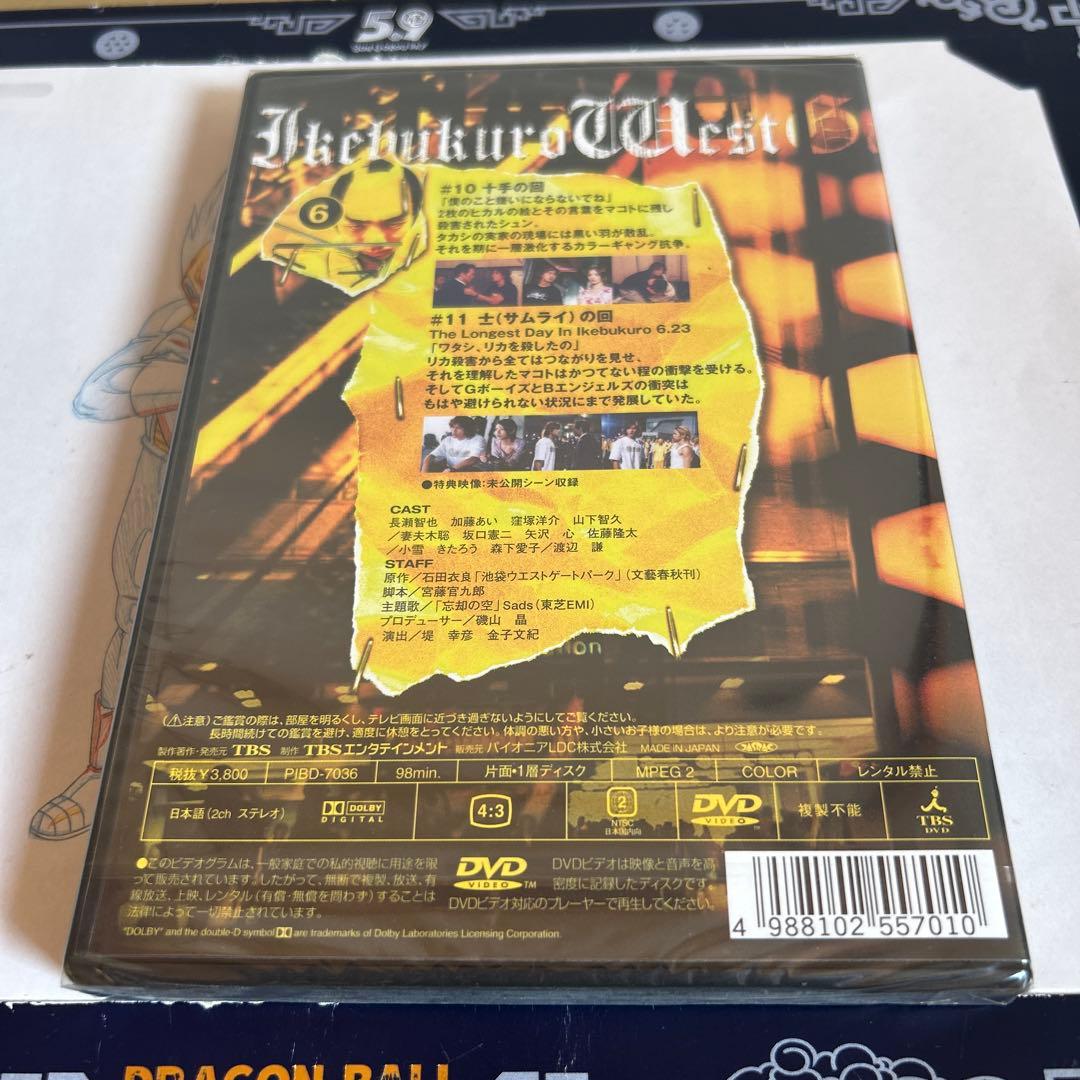 5.9
Ikebukuro West G
6
#10 十手の回
「僕のこと嫌いにならないでね」
2枚のヒカルの絵とその言葉をマコトに残し
殺害されたシュン。
タカシの実家の現場には黒い羽が散乱。
それを期に一層激化するカラーギャング抗争。
#11 士(サムライ)の回
The Longest Day In Ikebukuro 6.23
「ワタシ、リカを殺したの」
リカ殺害から全てはつながりを見せ、
それを理解したマコトはかつてない程の衝撃を受ける。
そしてGボーイズとBエンジェルズの衝突は
もはや避けられない状況にまで発展していた。
●特典映像:未公開シーン収録
CAST
長瀬智也 加藤あい 窪塚洋介 山下智久
/妻夫木聡 坂口憲二 矢沢 心 佐藤隆太
/小雪 きたろう 森下愛子/渡辺 謙
STAFF
原作/石田衣良「池袋ウエストゲートパーク」(文藝春秋刊)
脚本/宮藤官九郎
主題歌/「忘却の空」Sads(東芝EMI)
プロデューサー/磯山 晶
演出/堤 幸彦 金子文紀
(⚠注意)ご鑑賞の際は、部屋を明るくし、テレビ画面に近づき過ぎないようにしてご覧ください。
長時間続けての鑑賞を避け、適度に休憩をとってください。体調の悪い方や、小さいお子様の場合は、より注意が必要です。
製作著作・発売元 TBS 制作 TBSエンタテインメント 販売元 パイオニアLDC株式会社 MADE IN JAPAN
税抜¥3,800 PIBD-7036 98min. 片面・1層ディスク MPEG 2 COLOR レンタル禁止
日本語(2ch ステレオ) DOLBY DIGITAL 4:3 2 NTSC 日本国内向 DVD VIDEO 複製不能 TBS DVD
●このビデオグラムは、一般家庭での私的視聴に用途を限
って販売されています。したがって、無断で複製、放送、有
線放送、上映、レンタル(有償・無償を問わず)することは
法律によって一切禁止されています。
DVD VIDEO TM
DVDビデオは映像と音声を高
密度に記録したディスクです。
DVDビデオ対応のプレーヤーで再生してください。
"DOLBY" and the double-D symbol are trademarks of Dolby Laboratories Licensing Corporation.
4 988102 557010
DRAGON BALL